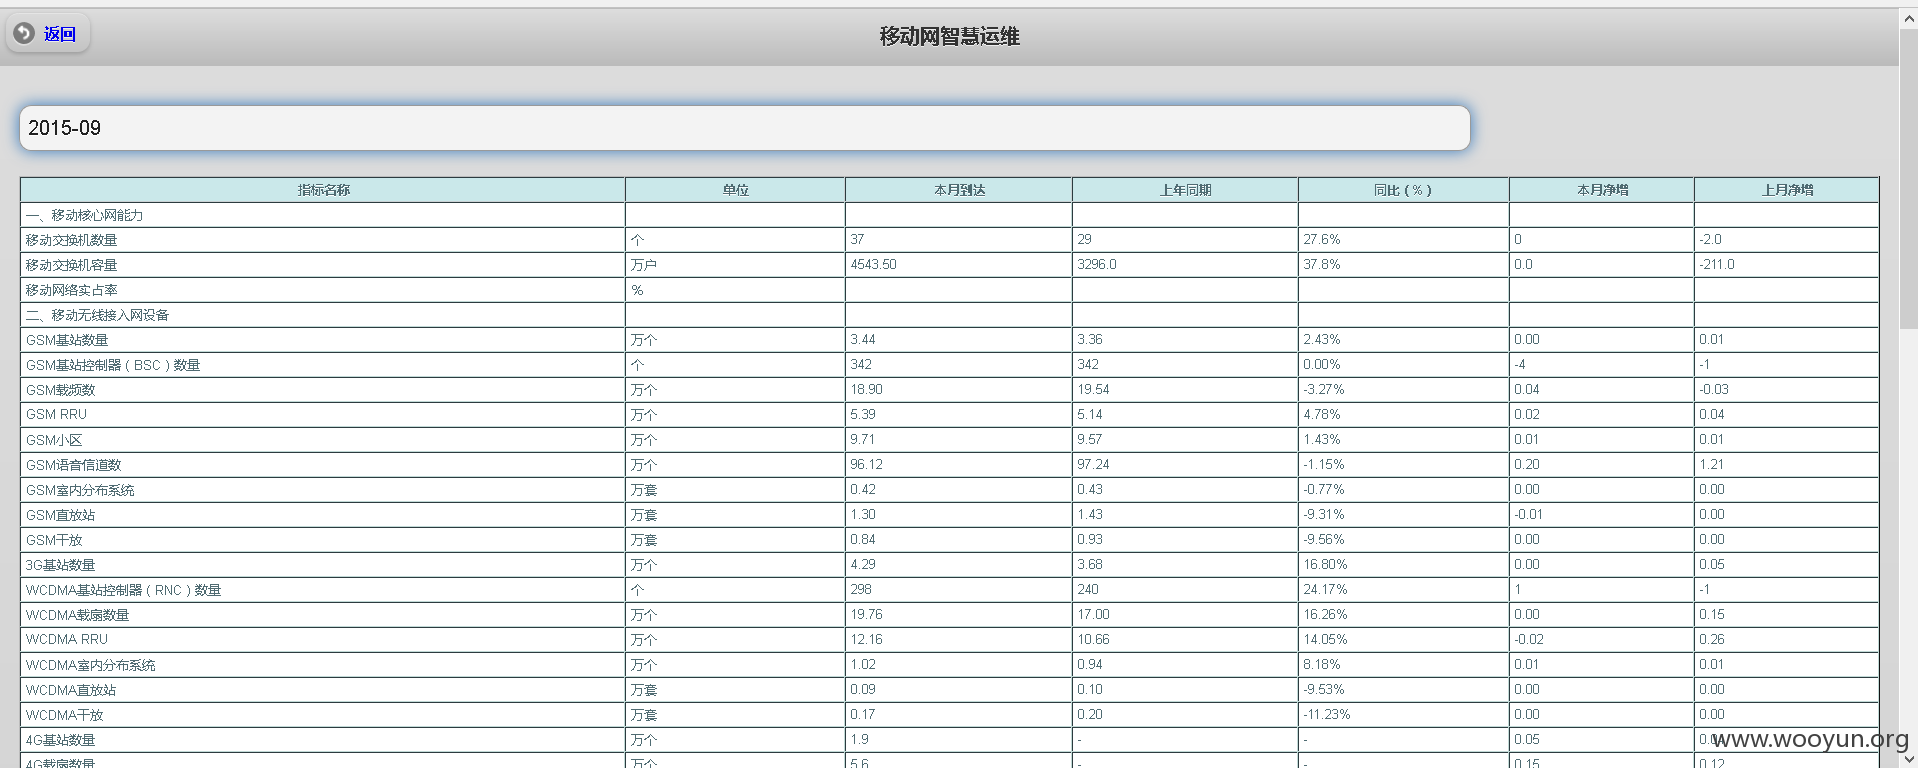 返回
移动网智慧运维
2015-09
指标名称 单位 本月到达 上年同期 同比（%） 本月净增 上月净增
一、移动核心网能力
移动交换机数量 个 37 29 27.6% 0 -2.0
移动交换机容量 万户 4543.50 3296.0 37.8% 0.0 -211.0
移动网络实占率 %
二、移动无线接入网设备
GSM基站数量 万个 3.44 3.36 2.43% 0.00 0.01
GSM基站控制器（BSC）数量 个 342 342 0.00% -4 -1
GSM载频数 万个 18.90 19.54 -3.27% 0.04 -0.03
GSM RRU 万个 5.39 5.14 4.78% 0.02 0.04
GSM小区 万个 9.71 9.57 1.43% 0.01 0.01
GSM语音信道数 万个 96.12 97.24 -1.15% 0.20 1.21
GSM室内分布系统 万套 0.42 0.43 -0.77% 0.00 0.00
GSM直放站 万套 1.30 1.43 -9.31% -0.01 0.00
GSM干放 万套 0.84 0.93 -9.56% 0.00 0.00
3G基站数量 万个 4.29 3.68 16.80% 0.00 0.05
WCDMA基站控制器（RNC）数量 个 298 240 24.17% 1 -1
WCDMA载扇数量 万个 19.76 17.00 16.26% 0.00 0.15
WCDMA RRU 万个 12.16 10.66 14.05% -0.02 0.26
WCDMA室内分布系统 万个 1.02 0.94 8.18% 0.01 0.01
WCDMA直放站 万套 0.09 0.10 -9.53% 0.00 0.00
WCDMA干放 万套 0.17 0.20 -11.23% 0.00 0.00
4G基站数量 万个 1.9 - - 0.05
www.wooyun.org
4G载扇数量 万个 5.6 - - 0.15 0.12